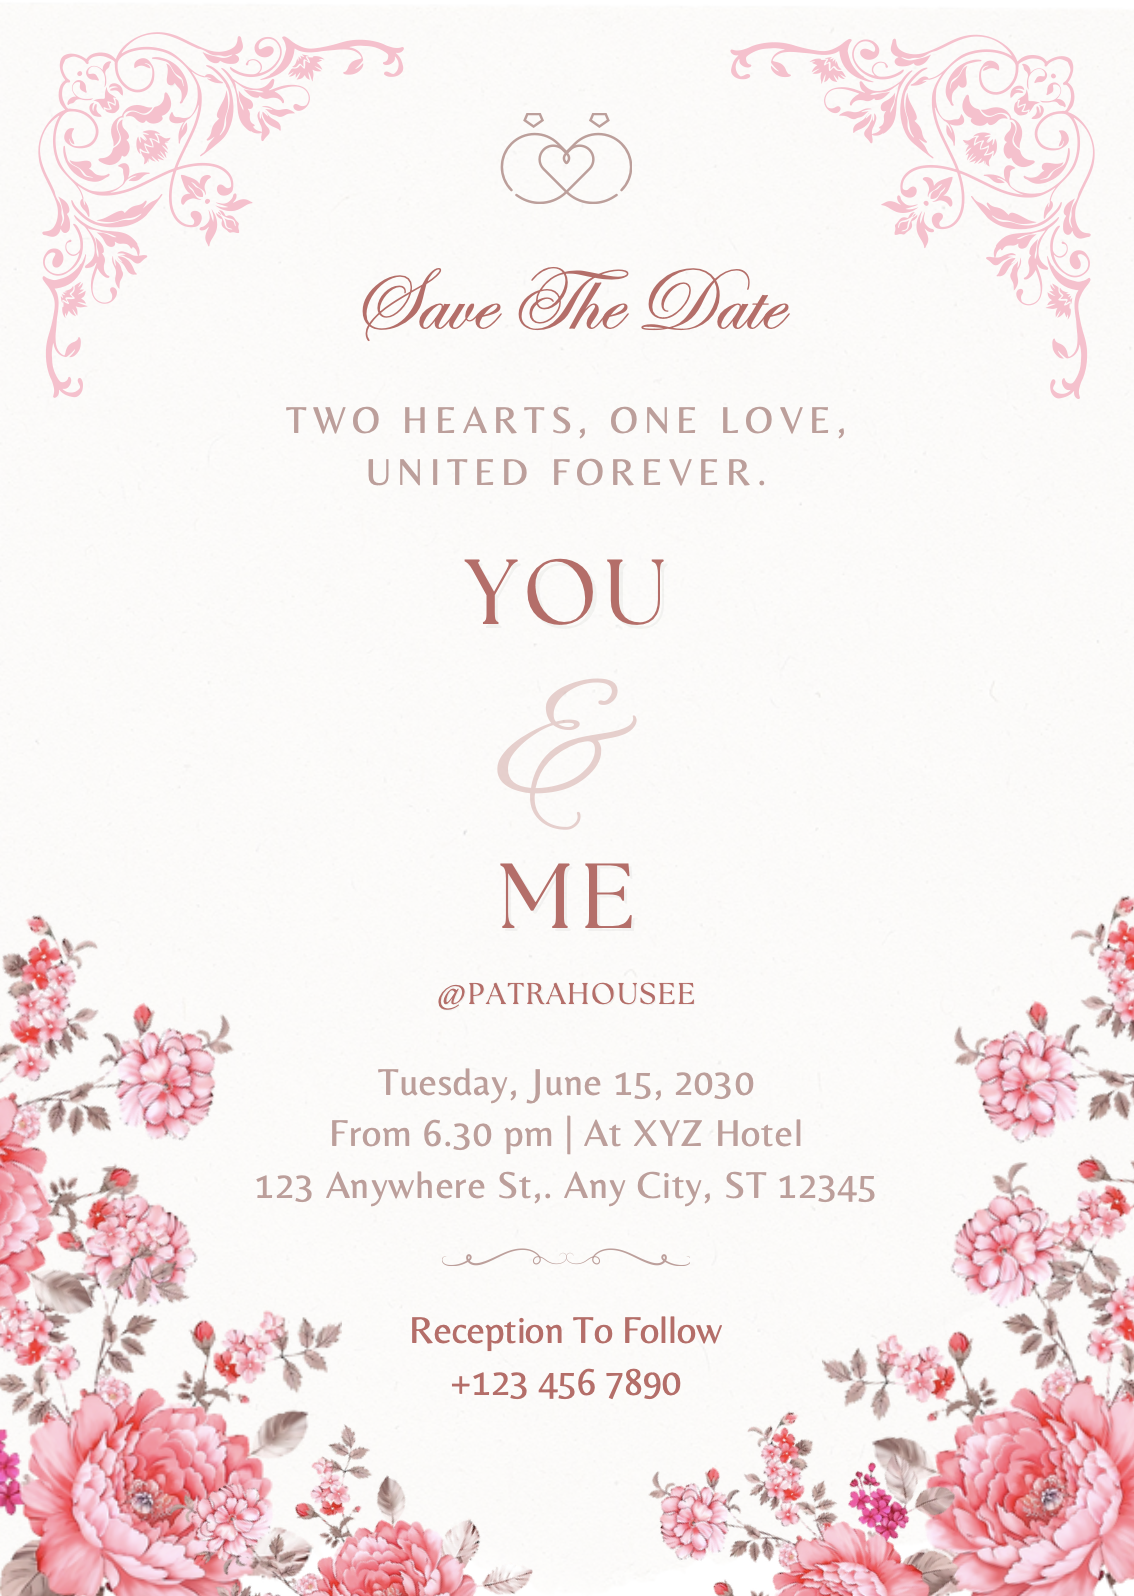 Save The Date
TWO HEARTS, ONE LOVE,
UNITED FOREVER.
YOU
&
ME
@PATRAHOUSEE
Tuesday, June 15, 2030
From 6.30 pm | At XYZ Hotel
123 Anywhere St,. Any City, ST 12345
Reception To Follow
+123 456 7890